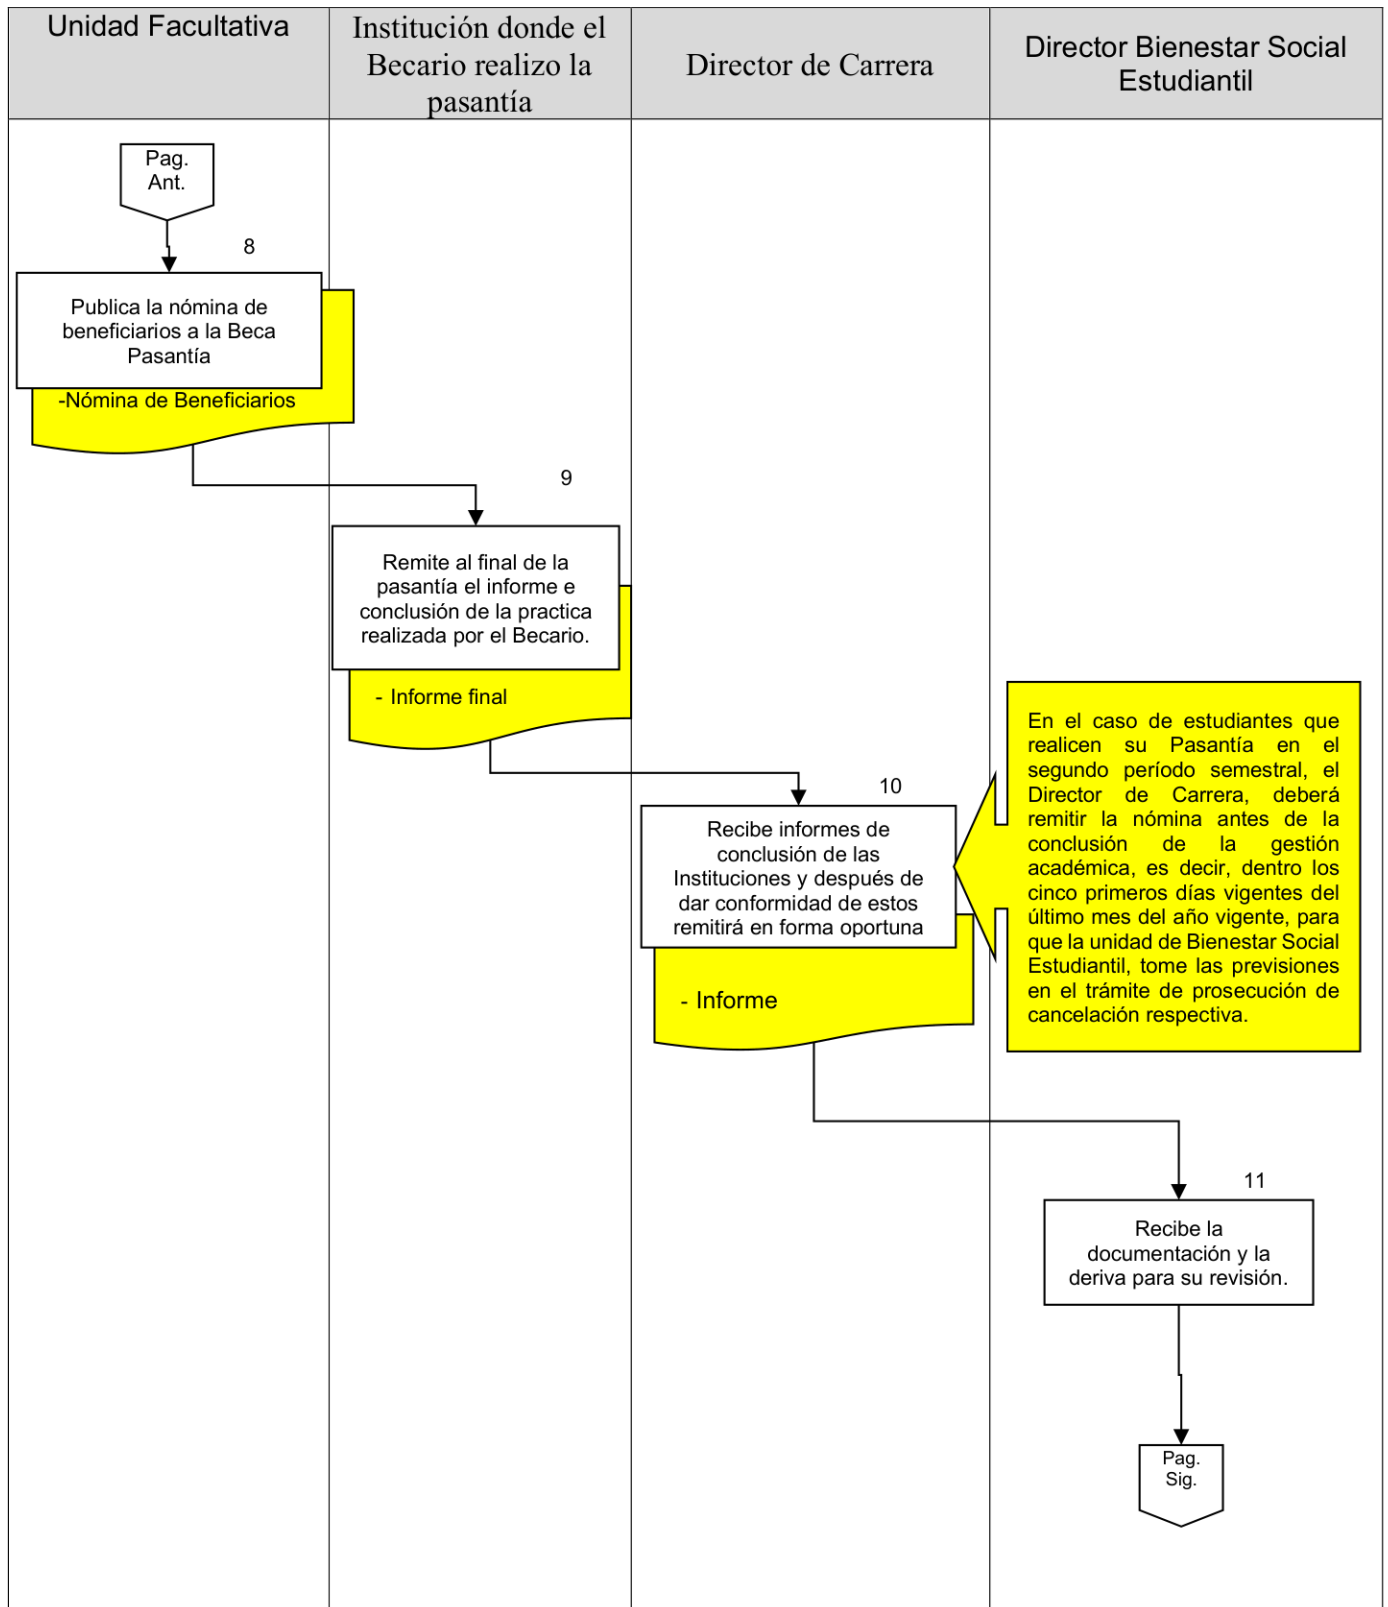 Unidad Facultativa
Institución donde el
Becario realizo la
pasantía
Director de Carrera
Director Bienestar Social
Estudiantil
Pag.
Ant.
8
Publica la nómina de
beneficiarios a la Beca
Pasantía
-Nómina de Beneficiarios
9
Remite al final de la
pasantía el informe e
conclusión de la practica
realizada por el Becario.
- Informe final
10
Recibe informes de
conclusión de las
Instituciones y después de
dar conformidad de estos
remitirá en forma oportuna
- Informe
En el caso de estudiantes que
realicen su Pasantía en el
segundo período semestral, el
Director de Carrera, deberá
remitir la nómina antes de la
conclusión de la gestión
académica, es decir, dentro los
cinco primeros días vigentes del
último mes del año vigente, para
que la unidad de Bienestar Social
Estudiantil, tome las previsiones
en el trámite de prosecución de
cancelación respectiva.
11
Recibe la
documentación y la
deriva para su revisión.
Pag.
Sig.